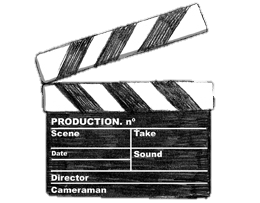 PRODUCTION. nº
Scene Take
Date Sound
Director
Cameraman